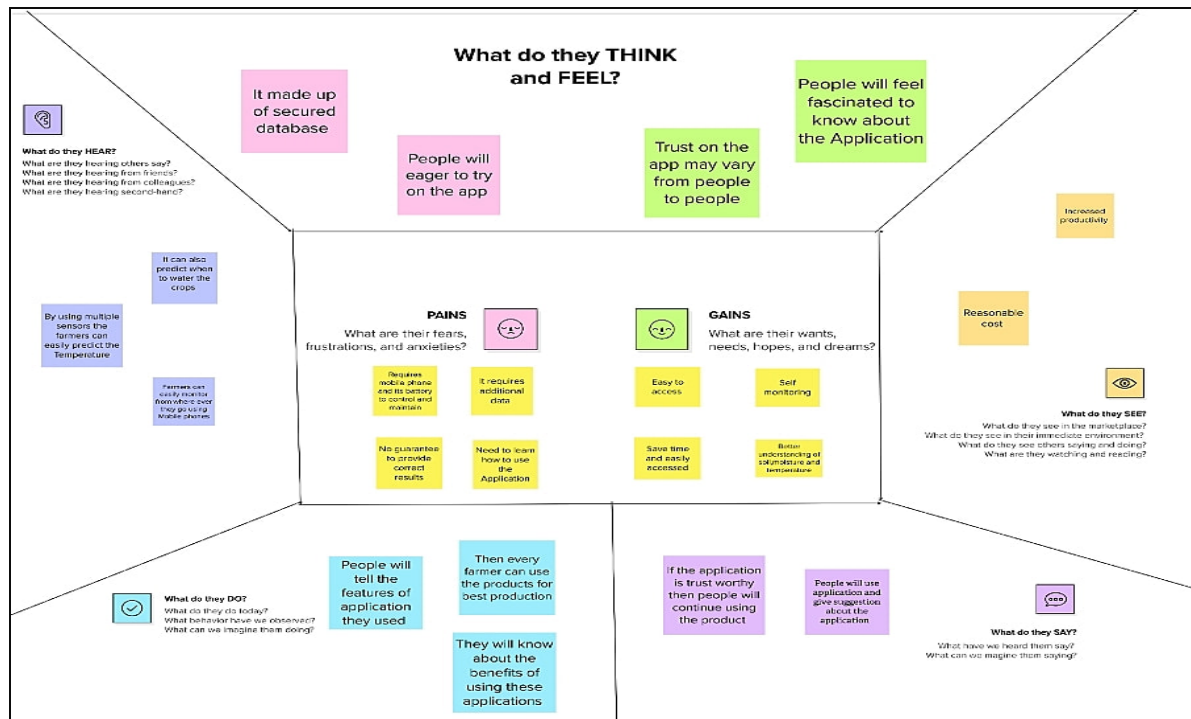 What do they THINK
and FEEL?
It made up
of secured
database
People will
eager to try
on the app
Trust on the
app may vary
from people
to people
People will feel
fascinated to
know about
the Application
What do they HEAR?
What are they hearing others say?
What are they hearing from friends?
What are they hearing from colleagues?
What are they hearing second-hand?
It can also
predict when
to water the
crops
By using multiple
sensors the
farmers can
easily predict the
Temperature
Farmers can
easily monitor
from where ever
they go using
Mobile phones
Increased
productivity
Reasonable
cost
What do they SEE?
What do they see in the marketplace?
What do they see in their immediate environment?
What do they see others saying and doing?
What are they watching and reading?
PAINS
What are their fears,
frustrations, and anxieties?
Requires
mobile phone
and its battery
to control and
maintain
It requires
additional
data
No guarantee
to provide
correct
results
Need to learn
how to use
the
Application
GAINS
What are their wants,
needs, hopes, and dreams?
Easy to
access
Self
monitoring
Save time
and easily
accessed
Better
understanding of
soilymoisture and
temperature
What do they DO?
What do they do today?
What behavior have we observed?
What can we imagine them doing?
People will
tell the
features of
application
they used
Then every
farmer can use
the products for
best production
They will know
about the
benefits of
using these
applications
If the application
is trust worthy
then people will
continue using
the product
People will use
application and
give suggestion
about the
application
What do they SAY?
What have we heard them say?
What can we magine them saying?